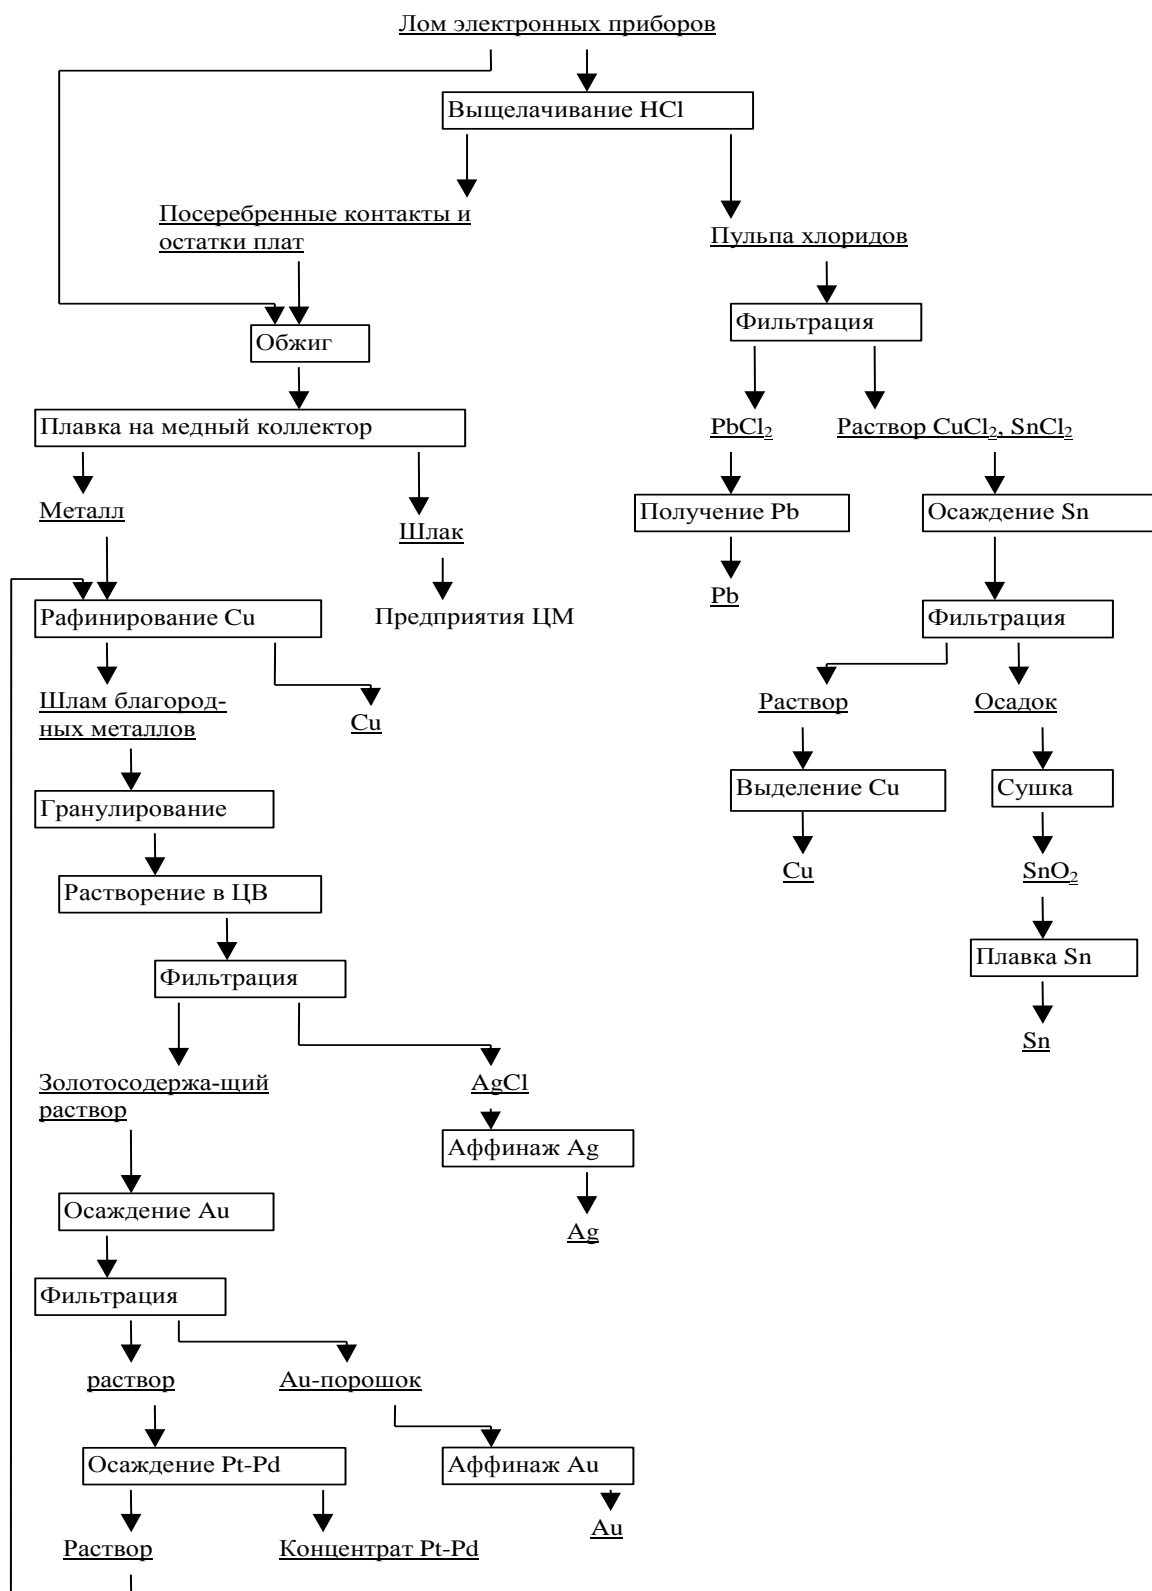 Лом электронных приборов
Выщелачивание HCl
Посеребренные контакты и
остатки плат
Пульпа хлоридов
Фильтрация
Обжиг
Плавка на медный коллектор
PbCl₂
Раствор CuCl₂, SnCl₂
Металл
Шлак
Получение Pb
Осаждение Sn
Pb
Рафинирование Cu
Предприятия ЦМ
Фильтрация
Шлам благород-
ных металлов
Cu
Раствор
Осадок
Гранулирование
Выделение Cu
Сушка
Растворение в ЦВ
Cu
SnO₂
Фильтрация
Плавка Sn
Sn
Золотосодержа-щий
раствор
AgCl
Аффинаж Ag
Осаждение Au
Ag
Фильтрация
раствор
Au-порошок
Осаждение Pt-Pd
Аффинаж Au
Au
Раствор
Концентрат Pt-Pd